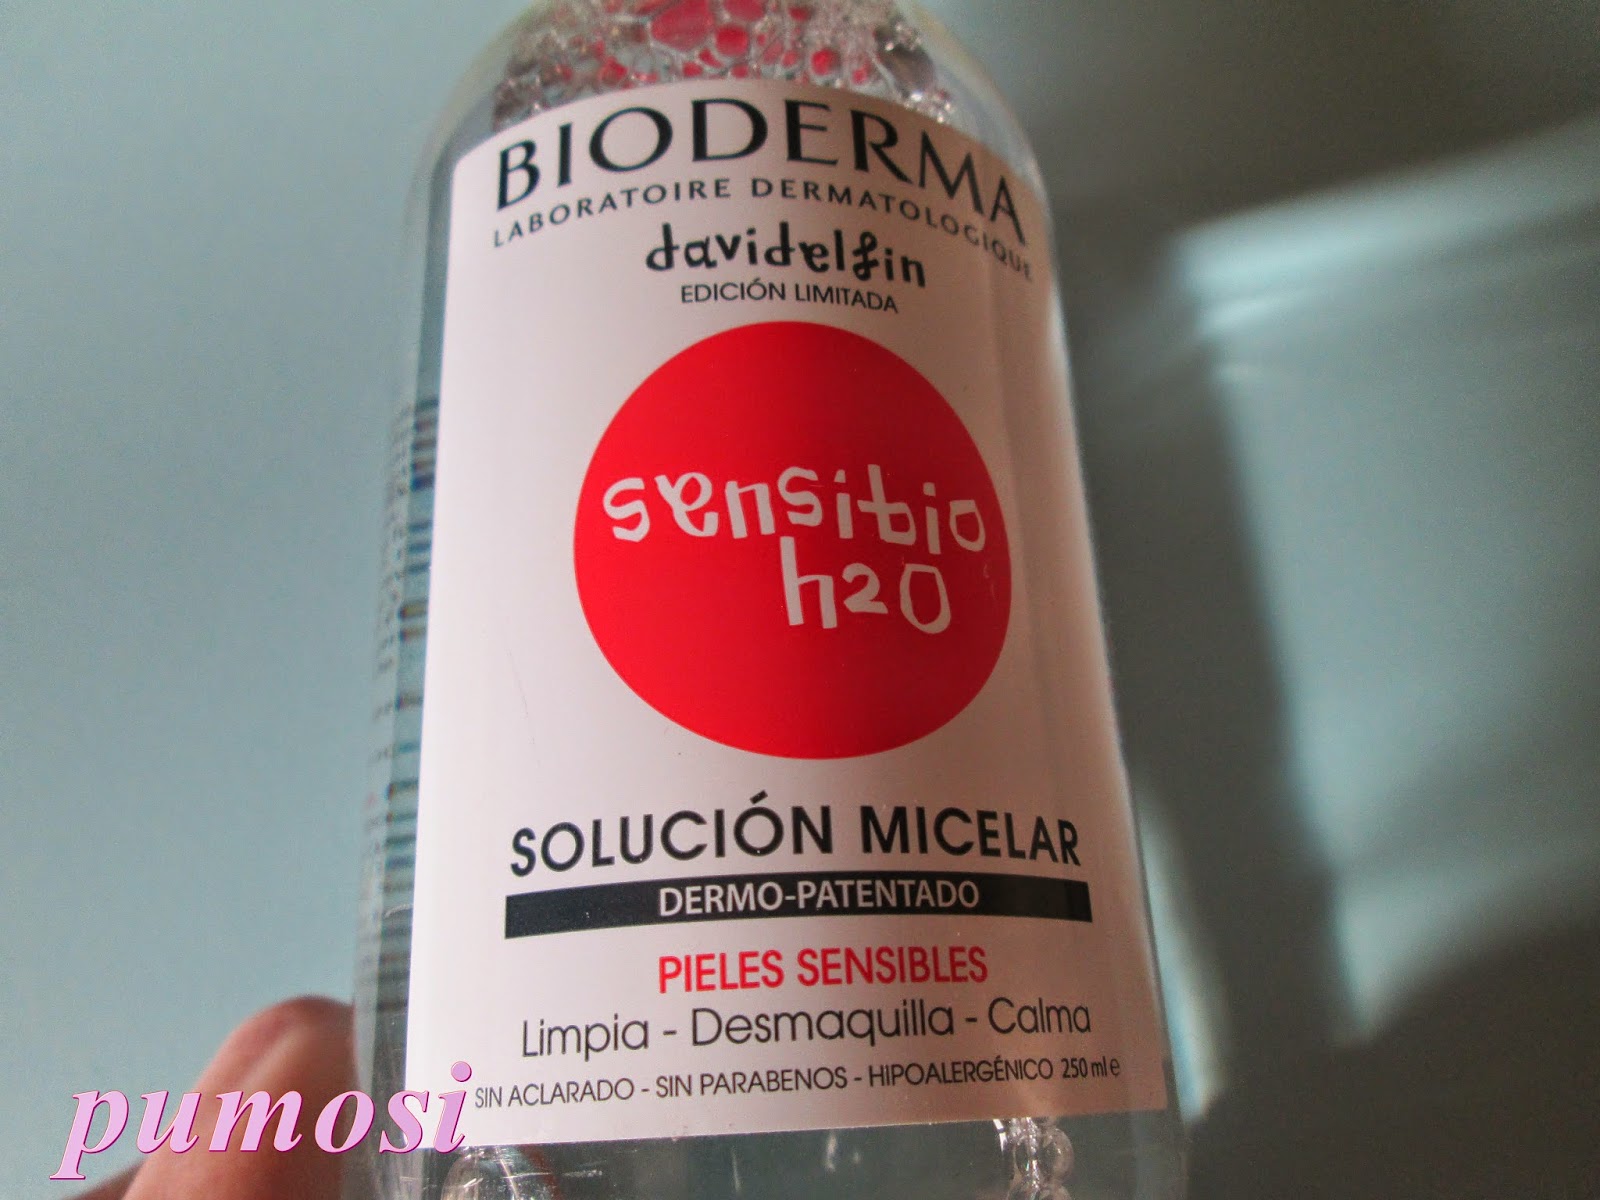 BIODERMA
LABORATOIRE DERMATOLOGIQUE
davidelfin
EDICIÓN LIMITADA
sensibio
h2O
SOLUCIÓN MICELAR
DERMO-PATENTADO
PIELES SENSIBLES
Limpia - Desmaquilla - Calma
SIN ACLARADO - SIN PARABENOS - HIPOALERGÉNICO 250 ml e
pumosi